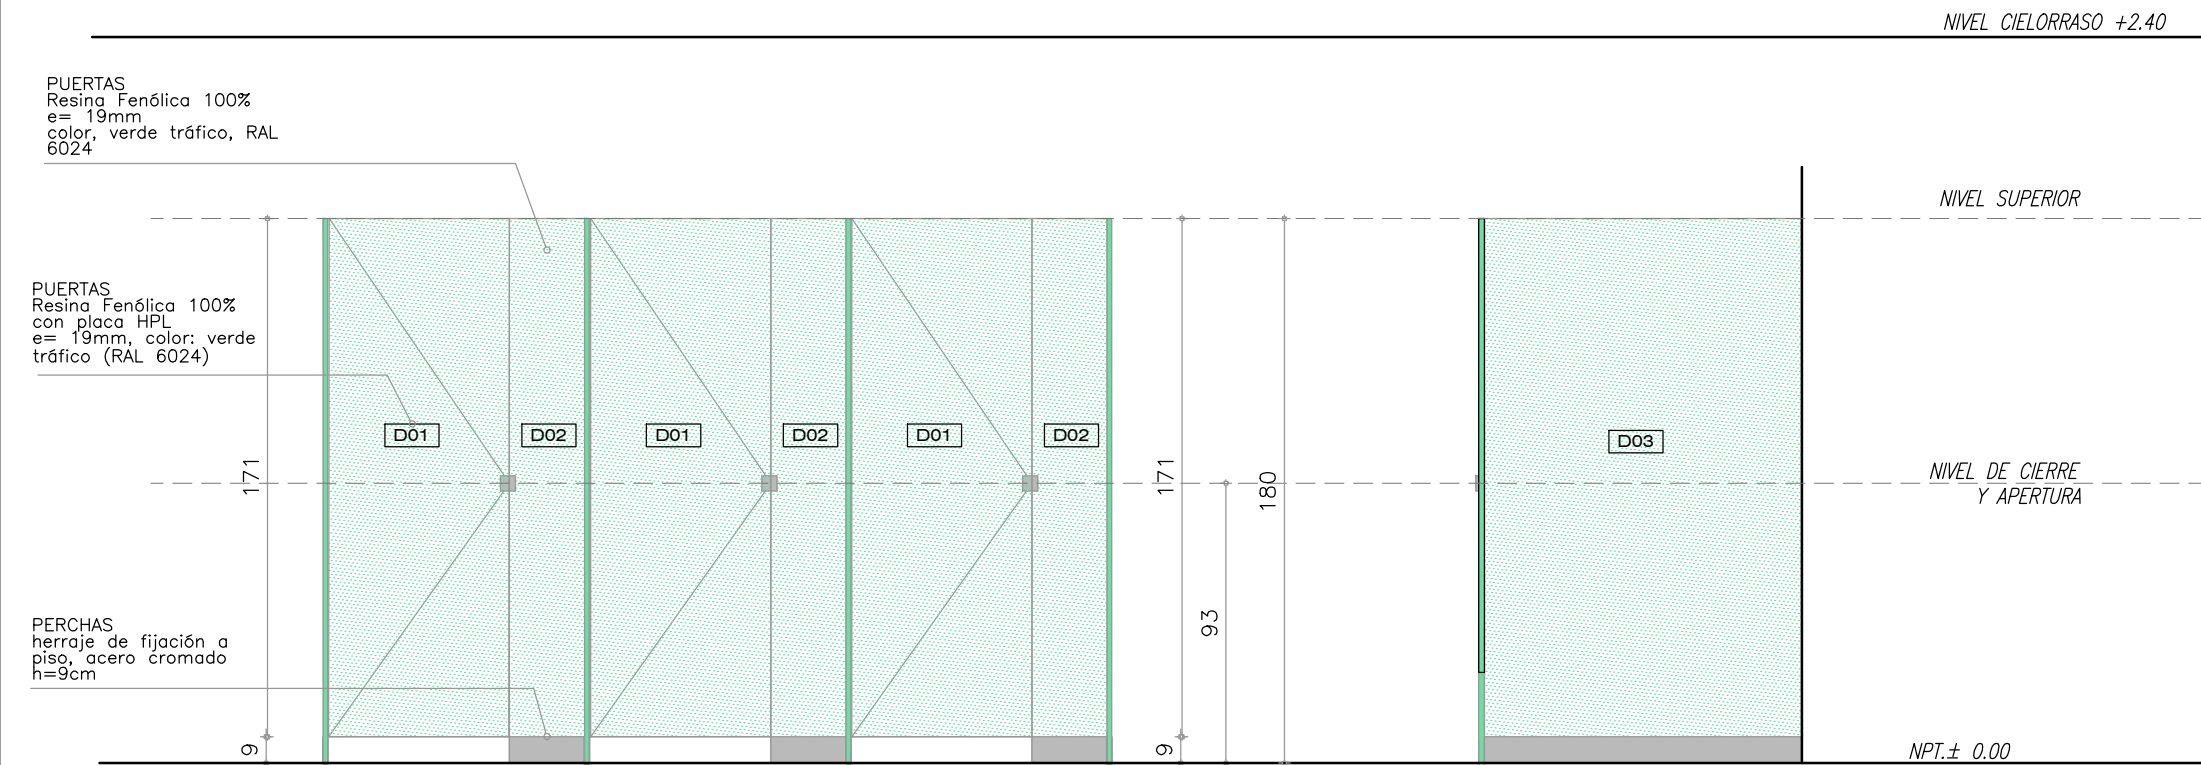 NIVEL CIELORRASO +2.40
PUERTAS
Resina Fenólica 100%
e= 19mm
color, verde tráfico, RAL
6024
NIVEL SUPERIOR
PUERTAS
Resina Fenólica 100%
con placa HPL
e= 19mm, color: verde
tráfico (RAL 6024)
D01
D02
D01
D02
D01
D02
D03
171
171
180
NIVEL DE CIERRE
Y APERTURA
93
PERCHAS
herraje de fijación a
piso, acero cromado
h=9cm
9
9
NPT.± 0.00